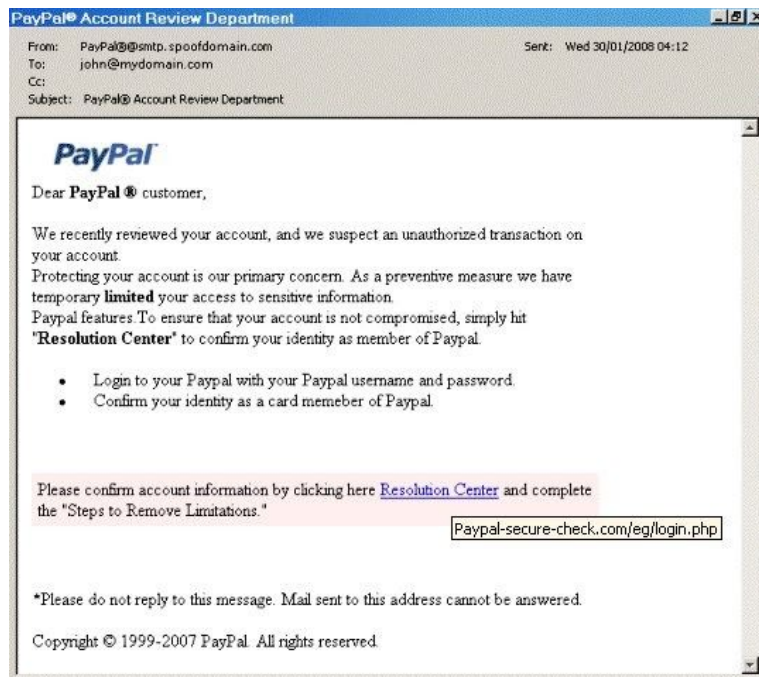 PayPal® Account Review Department
From: PayPal®@smtp.spoofdomain.com Sent: Wed 30/01/2008 04:12
To: john@mydomain.com
Cc:
Subject: PayPal® Account Review Department
PayPal
Dear PayPal ® customer,
We recently reviewed your account, and we suspect an unauthorized transaction on
your account.
Protecting your account is our primary concern. As a preventive measure we have
temporary limited your access to sensitive information.
Paypal features.To ensure that your account is not compromised, simply hit
"Resolution Center" to confirm your identity as member of Paypal.
• Login to your Paypal with your Paypal username and password.
• Confirm your identity as a card memeber of Paypal.
Please confirm account information by clicking here Resolution Center and complete
the "Steps to Remove Limitations."
Paypal-secure-check.com/eg/login.php
*Please do not reply to this message. Mail sent to this address cannot be answered.
Copyright © 1999-2007 PayPal. All rights reserved.